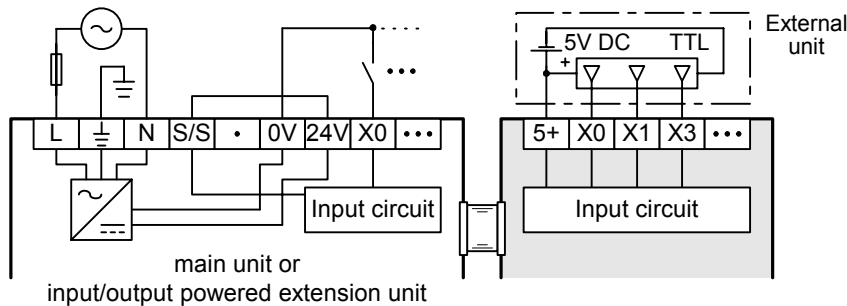 External
unit
5V DC TTL
+
L N S/S • 0V 24V X0 •••
5+ X0 X1 X3 •••
Input circuit
Input circuit
main unit or
input/output powered extension unit